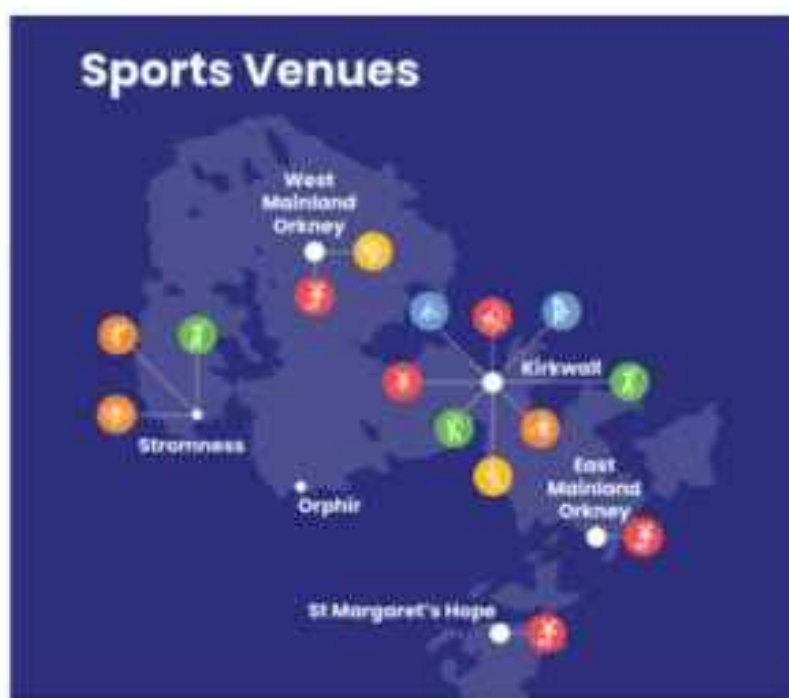 Sports Venues
West
Mainland
Orkney
Kirkwall
Stromness
East
Mainland
Orkney
Orphir
St Margaret's Hope